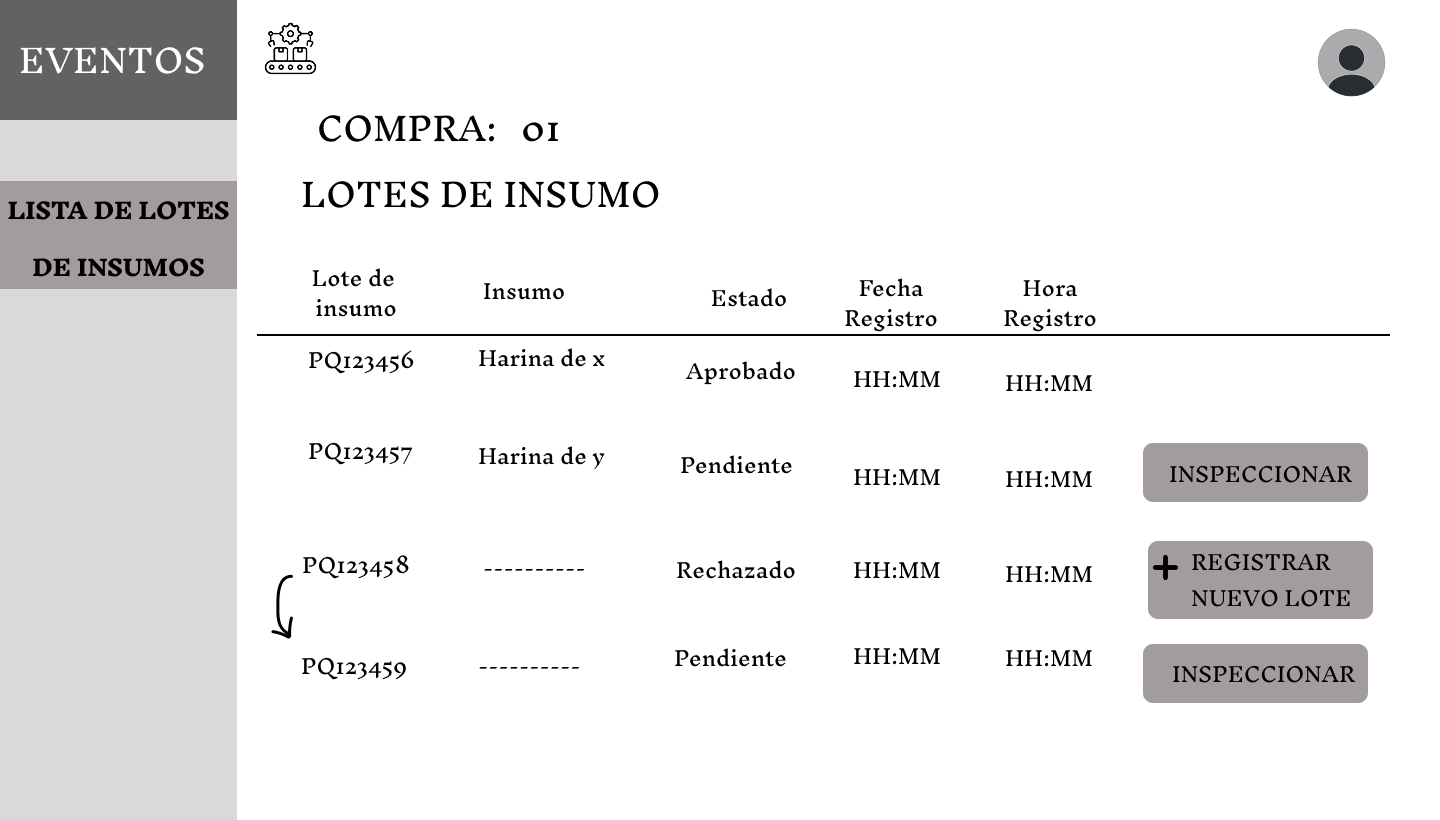 EVENTOS
LISTA DE LOTES
DE INSUMOS
COMPRA: 01
LOTES DE INSUMO
Lote de
insumo
Insumo
Estado
Fecha
Registro
Hora
Registro
PQ123456 Harina de x Aprobado HH:MM HH:MM
PQ123457 Harina de y Pendiente HH:MM HH:MM INSPECCIONAR
PQ123458 ---------- Rechazado HH:MM HH:MM + REGISTRAR
NUEVO LOTE
PQ123459 ---------- Pendiente HH:MM HH:MM INSPECCIONAR